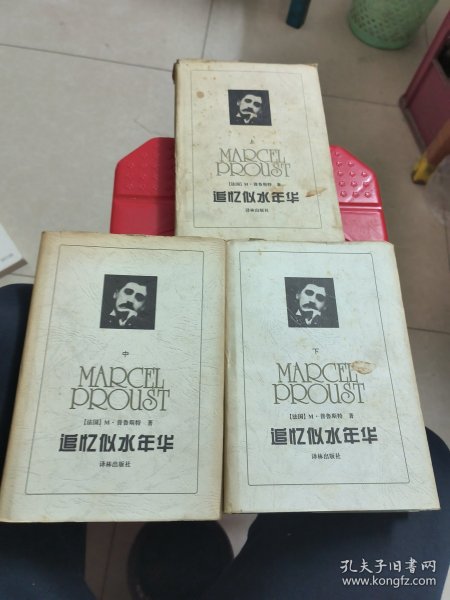 上
MARCEL
PROUST
[法国] M·普鲁斯特 著
追忆似水年华
译林出版社
中
MARCEL
PROUST
[法国] M·普鲁斯特 著
追忆似水年华
译林出版社
下
MARCEL
PROUST
[法国] M·普鲁斯特 著
追忆似水年华
译林出版社
孔夫子旧书网
www.kongfz.com